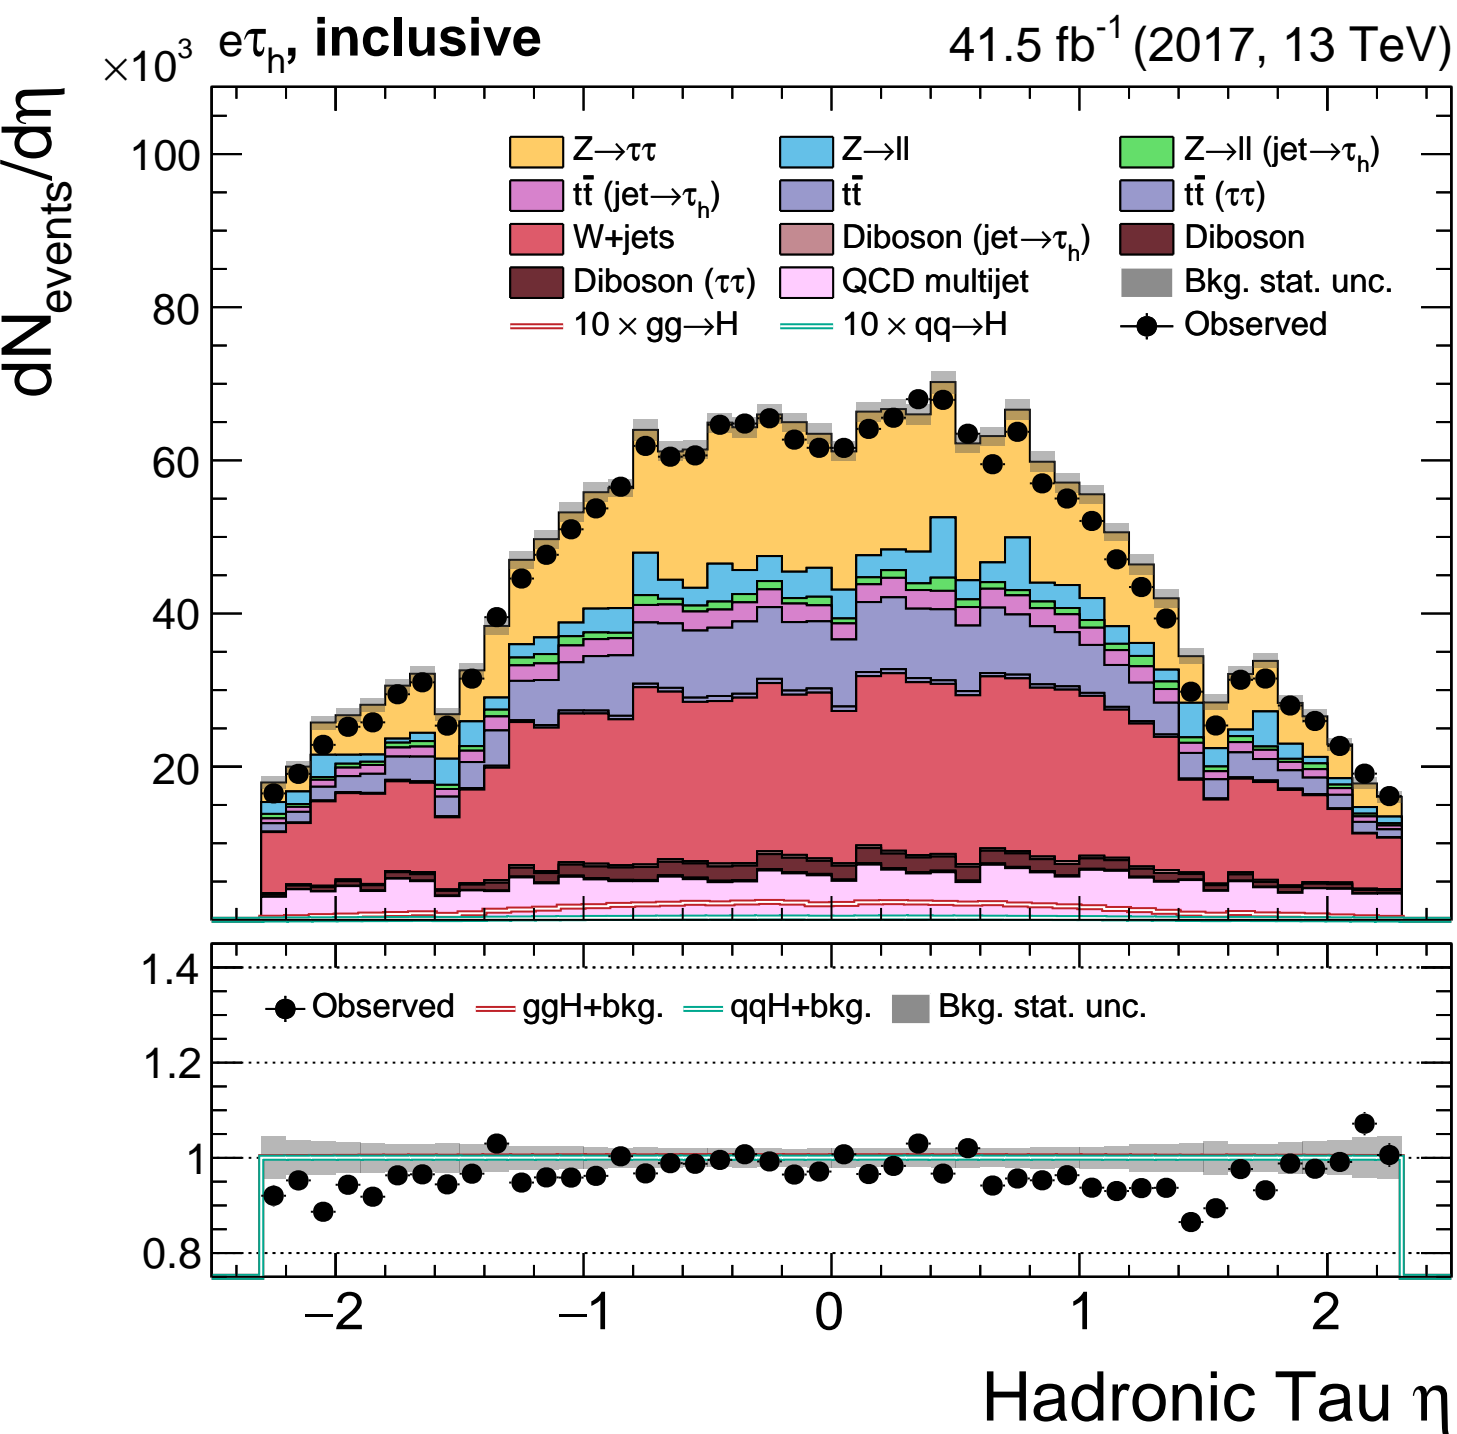 ×10³ eτₕ, inclusive 41.5 fb⁻¹ (2017, 13 TeV)
dN_events/dη
100
80
60
40
20
Z→ττ Z→ll Z→ll (jet→τₕ)
tt̄ (jet→τₕ) tt̄ tt̄ (ττ)
W+jets Diboson (jet→τₕ) Diboson
Diboson (ττ) QCD multijet Bkg. stat. unc.
10 × gg→H 10 × qq→H Observed
1.4
Observed ggH+bkg. qqH+bkg. Bkg. stat. unc.
1.2
1
0.8
−2 −1 0 1 2
Hadronic Tau η